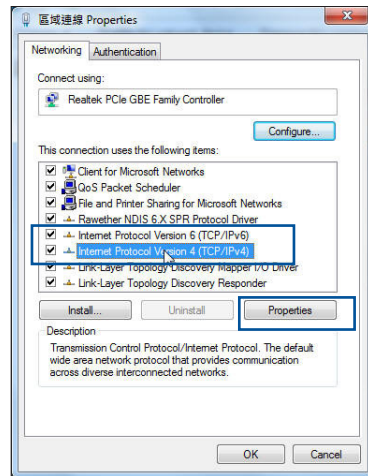 區域連線 Properties
Networking Authentication
Connect using:
Realtek PCIe GBE Family Controller
Configure...
This connection uses the following items:
Client for Microsoft Networks
QoS Packet Scheduler
File and Printer Sharing for Microsoft Networks
Rawether NDIS 6.X SPR Protocol Driver
Internet Protocol Version 6 (TCP/IPv6)
Internet Protocol Version 4 (TCP/IPv4)
Link-Layer Topology Discovery Mapper I/O Driver
Link-Layer Topology Discovery Responder
Install... Uninstall Properties
Description
Transmission Control Protocol/Internet Protocol. The default
wide area network protocol that provides communication
across diverse interconnected networks.
OK Cancel